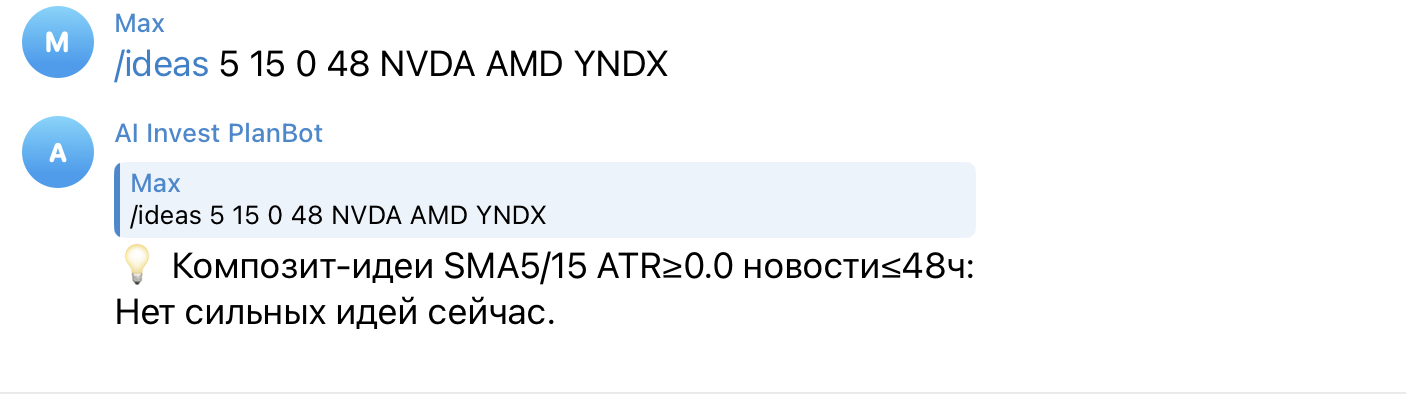 M
Max
/ideas 5 15 0 48 NVDA AMD YNDX
A
AI Invest PlanBot
Max
/ideas 5 15 0 48 NVDA AMD YNDX
💡 Композит-идеи SMA5/15 ATR≥0.0 новости≤48ч:
Нет сильных идей сейчас.